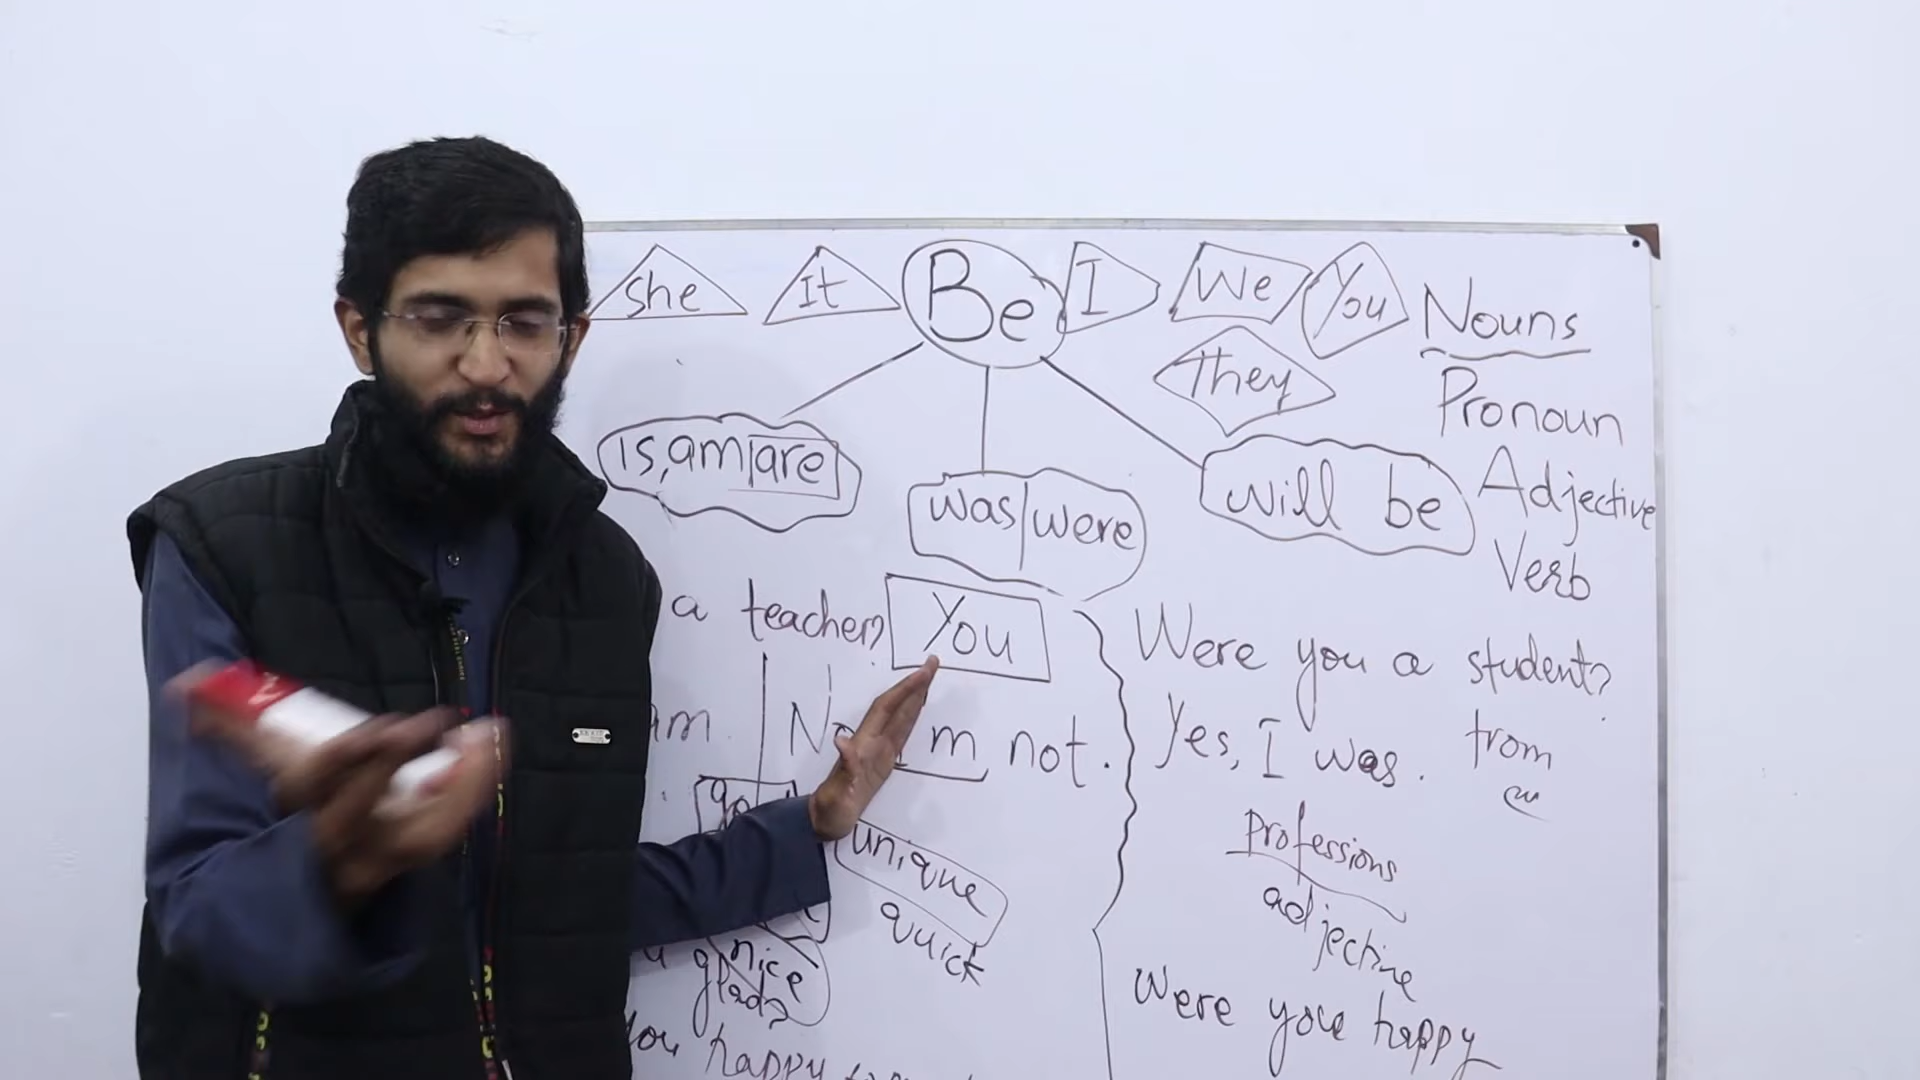 She It Be I We You Nouns
They Pronoun
is, am|are was|were will be Adjective
Verb
a teacher? You
am. No I'm not.
unique
quick
nice
glad?
you happy
Were you a student?
Yes, I was. from
Professions
adjective
Were you happy